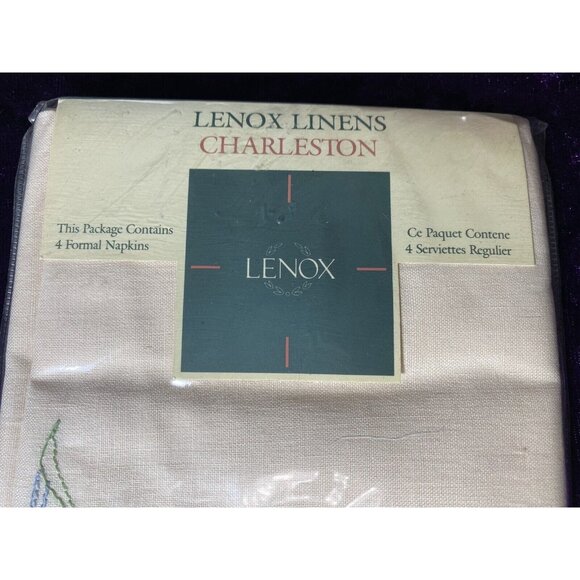 LENOX LINENS
CHARLESTON
This Package Contains
4 Formal Napkins
Ce Paquet Contene
4 Serviettes Regulier
LENOX